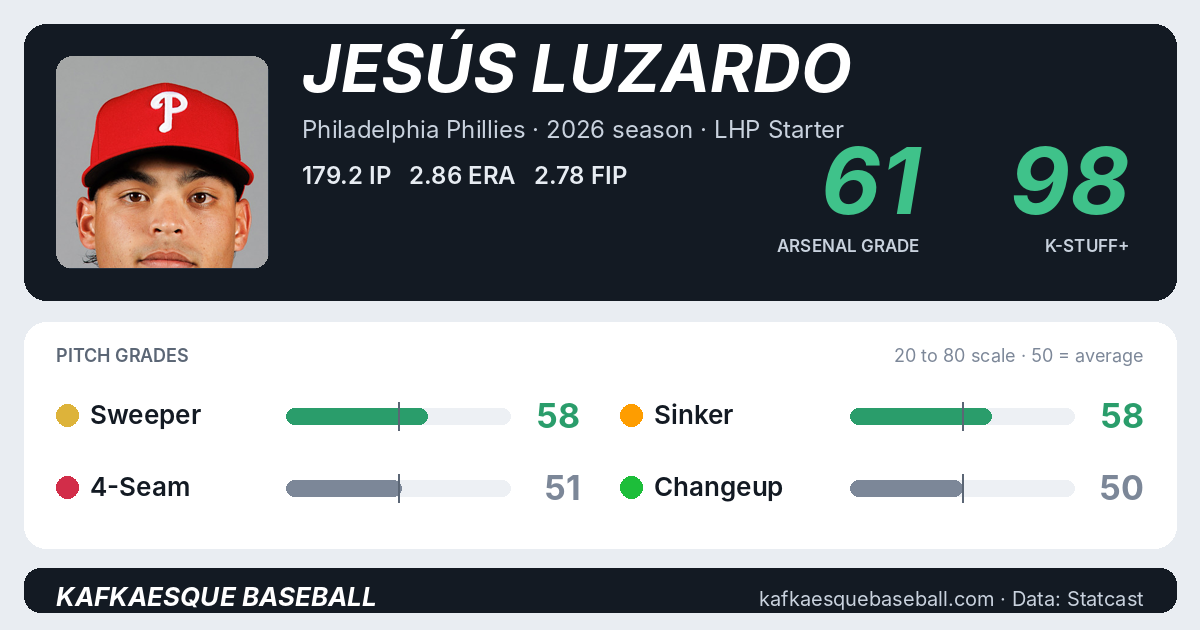 JESÚS LUZARDO
Philadelphia Phillies · 2026 season · LHP Starter
179.2 IP 2.86 ERA 2.78 FIP
61 98
ARSENAL GRADE K-STUFF+
PITCH GRADES 20 to 80 scale · 50 = average
Sweeper 58 Sinker 58
4-Seam 51 Changeup 50
KAFKAESQUE BASEBALL kafkaesquebaseball.com · Data: Statcast